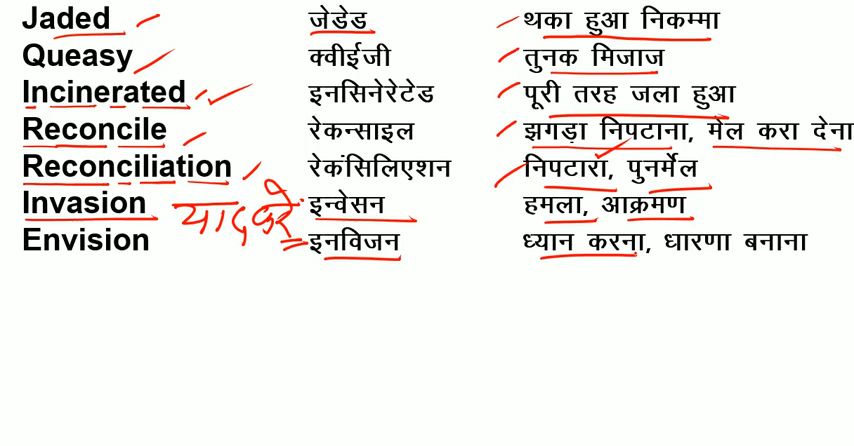 Jaded जेडेड थका हुआ निकम्मा
Queasy क्वीईजी तुनक मिजाज
Incinerated इनसिनेरेटेड पूरी तरह जला हुआ
Reconcile रेकन्साइल झगड़ा निपटाना, मेल करा देना
Reconciliation रेकंसिलिएशन निपटारा, पुनर्मेल
Invasion याद करे इन्वेसन हमला, आक्रमण
Envision इनविजन ध्यान करना, धारणा बनाना